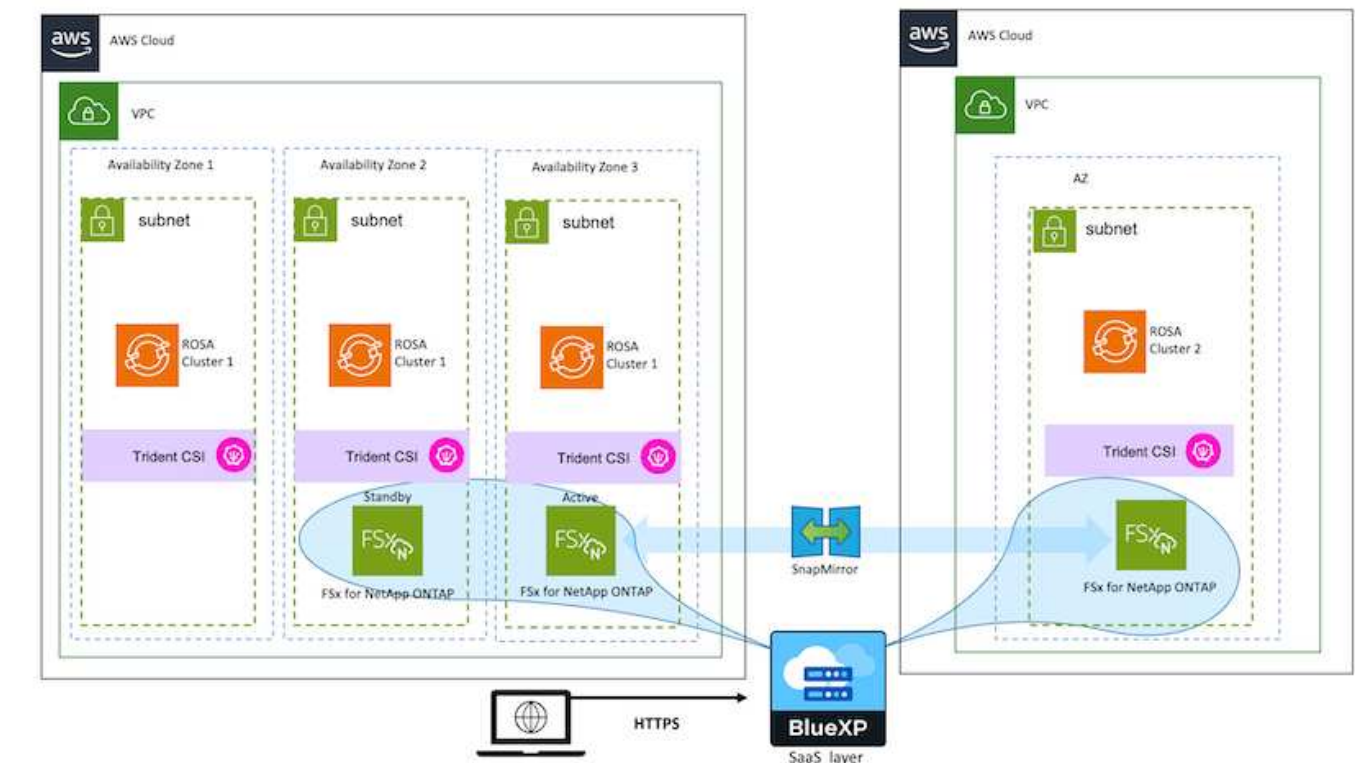 aws
AWS Cloud
VPC
Availability Zone 1
Availability Zone 2
Availability Zone 3
subnet
subnet
subnet
ROSA
Cluster 1
ROSA
Cluster 1
ROSA
Cluster 1
Trident CSI
Trident CSI
Trident CSI
Standby
Active
FSx
N
FSx
N
FSx for NetApp ONTAP
FSx for NetApp ONTAP
SnapMirror
aws
AWS Cloud
VPC
AZ
subnet
ROSA
Cluster 2
Trident CSI
FSx
N
FSx for NetApp ONTAP
HTTPS
BlueXP
SaaS layer